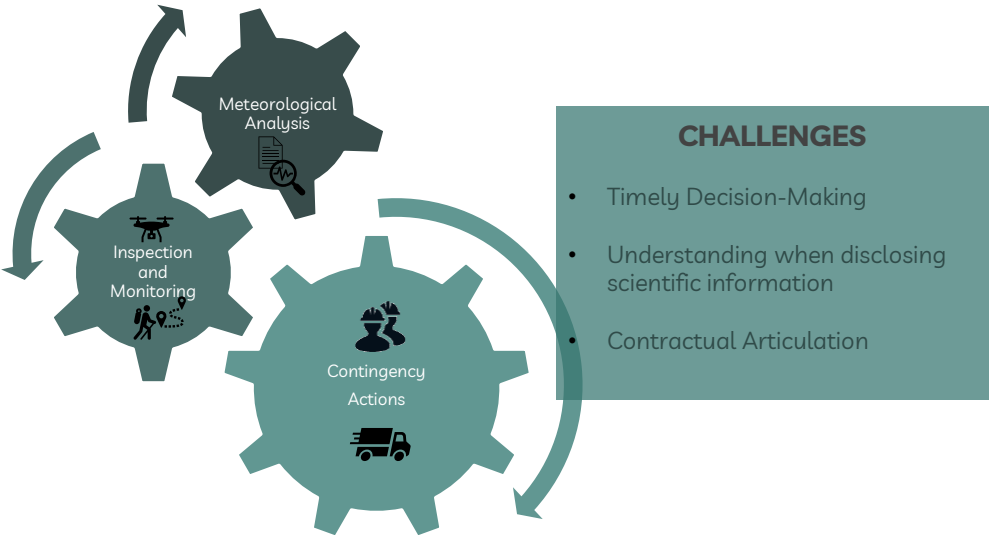 Meteorological
Analysis
Inspection
and
Monitoring
Contingency
Actions
CHALLENGES
• Timely Decision-Making
• Understanding when disclosing
scientific information
• Contractual Articulation